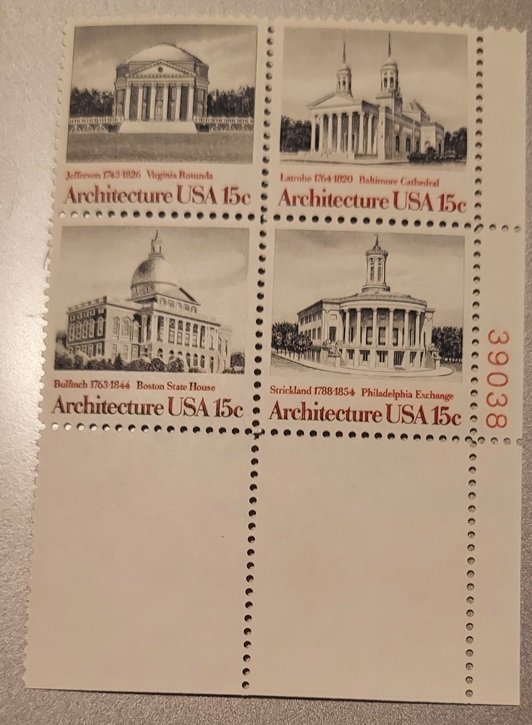 Jefferson 1743-1826 Virginia Rotunda
Architecture USA 15c
Latrobe 1764-1820 Baltimore Cathedral
Architecture USA 15c
Bulfinch 1763-1844 Boston State House
Architecture USA 15c
Strickland 1788-1854 Philadelphia Exchange
Architecture USA 15c
39038